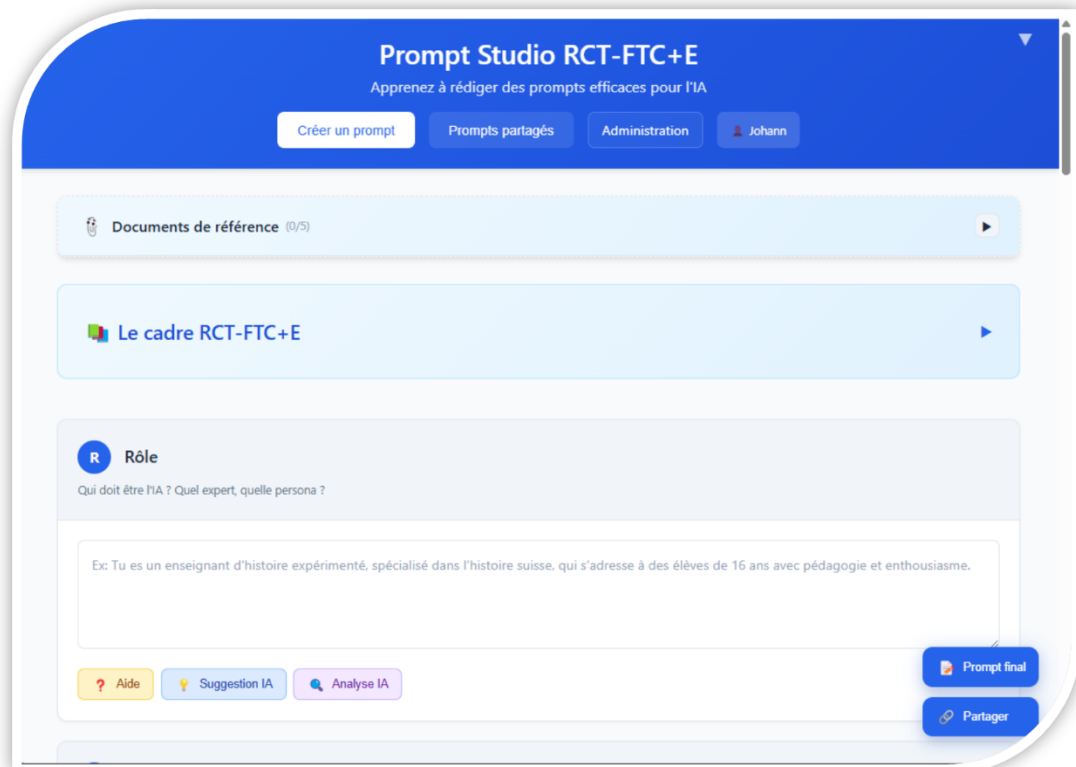 Prompt Studio RCT-FTC+E
Apprenez à rédiger des prompts efficaces pour l'IA
Créer un prompt
Prompts partagés
Administration
Johann
Documents de référence (0/5)
Le cadre RCT-FTC+E
R Rôle
Qui doit être l'IA ? Quel expert, quelle persona ?
Ex: Tu es un enseignant d'histoire expérimenté, spécialisé dans l'histoire suisse, qui s'adresse à des élèves de 16 ans avec pédagogie et enthousiasme.
Aide
Suggestion IA
Analyse IA
Prompt final
Partager